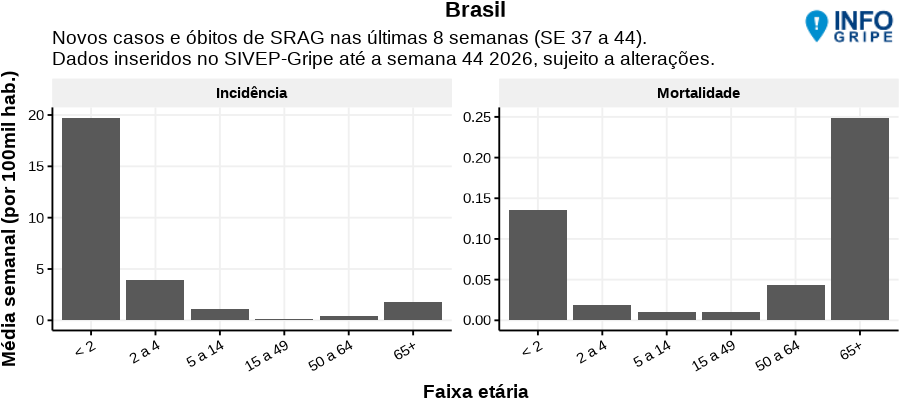 Brasil
INFO
GRIPE
Novos casos e óbitos de SRAG nas últimas 8 semanas (SE 37 a 44).
Dados inseridos no SIVEP-Gripe até a semana 44 2026, sujeito a alterações.
Média semanal (por 100mil hab.)
Incidência
20
15
10
5
0
< 2
2 a 4
5 a 14
15 a 49
50 a 64
65+
Mortalidade
0.25
0.20
0.15
0.10
0.05
0.00
< 2
2 a 4
5 a 14
15 a 49
50 a 64
65+
Faixa etária